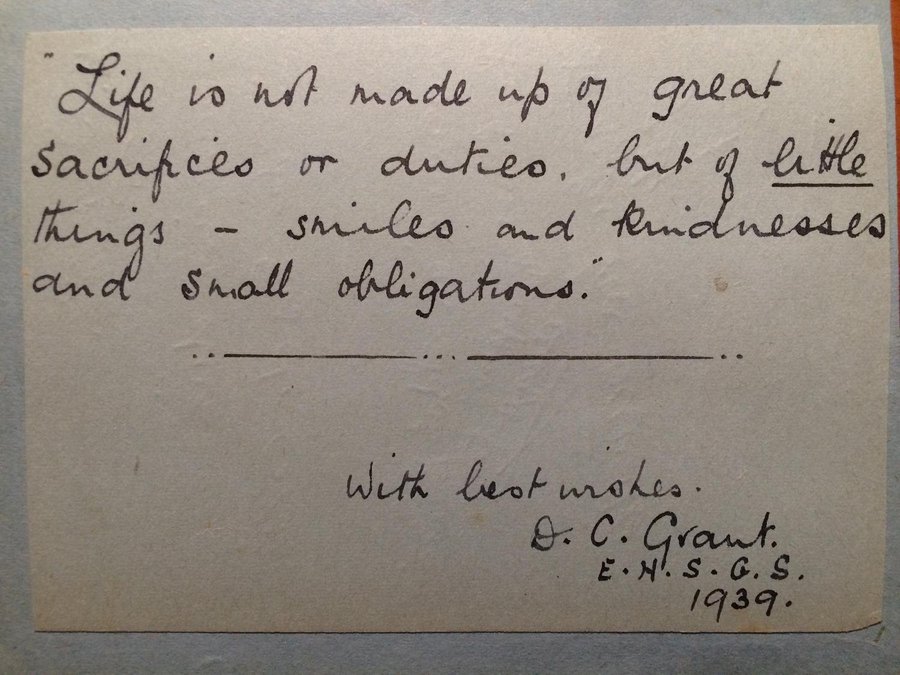 "Life is not made up of great
sacrifices or duties, but of little
things - smiles and kindnesses
and small obligations."
With best wishes.
D. C. Grant.
E. H. S. G. S.
1939.